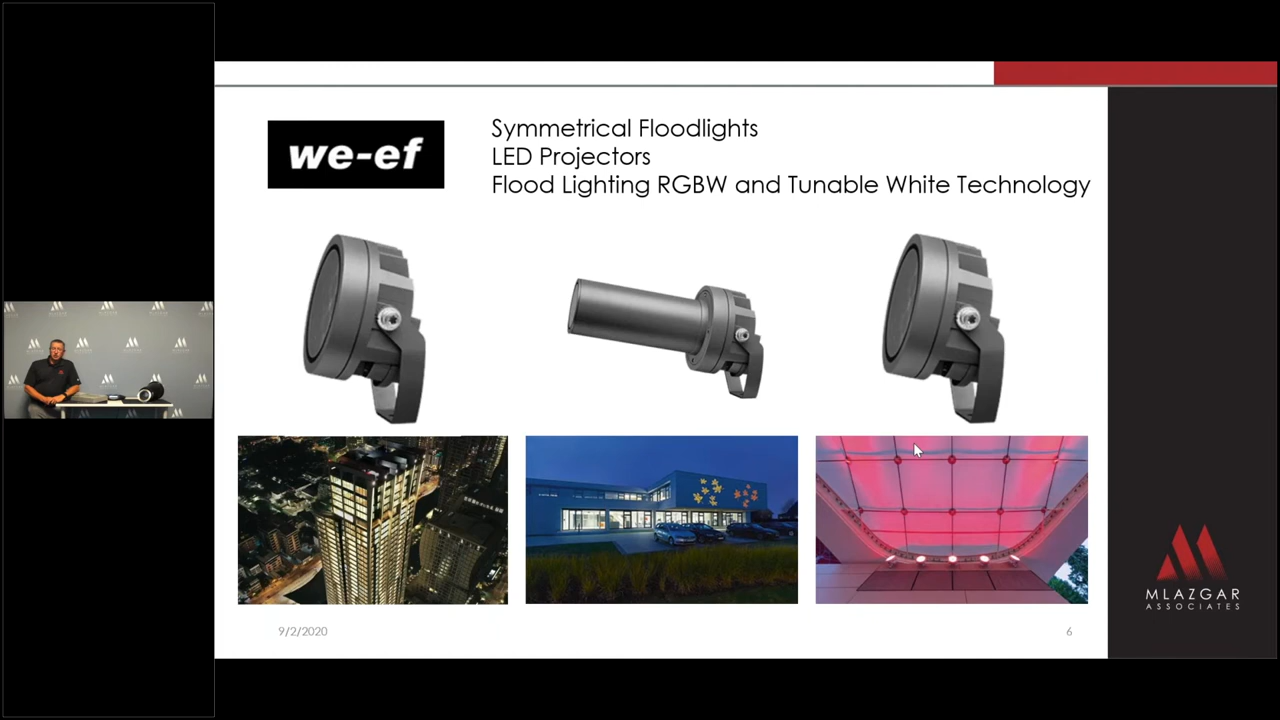 we-ef
Symmetrical Floodlights
LED Projectors
Flood Lighting RGBW and Tunable White Technology
9/2/2020
6
MLAZGAR
ASSOCIATES